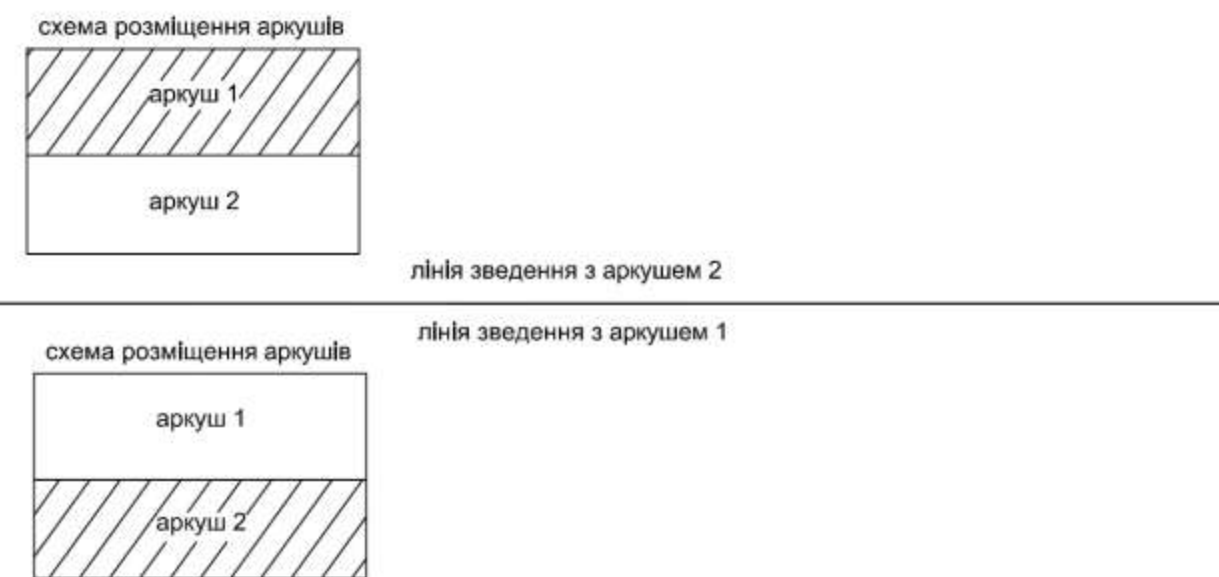 схема розміщення аркушів
аркуш 1
аркуш 2
лінія зведення з аркушем 2
лінія зведення з аркушем 1
схема розміщення аркушів
аркуш 1
аркуш 2